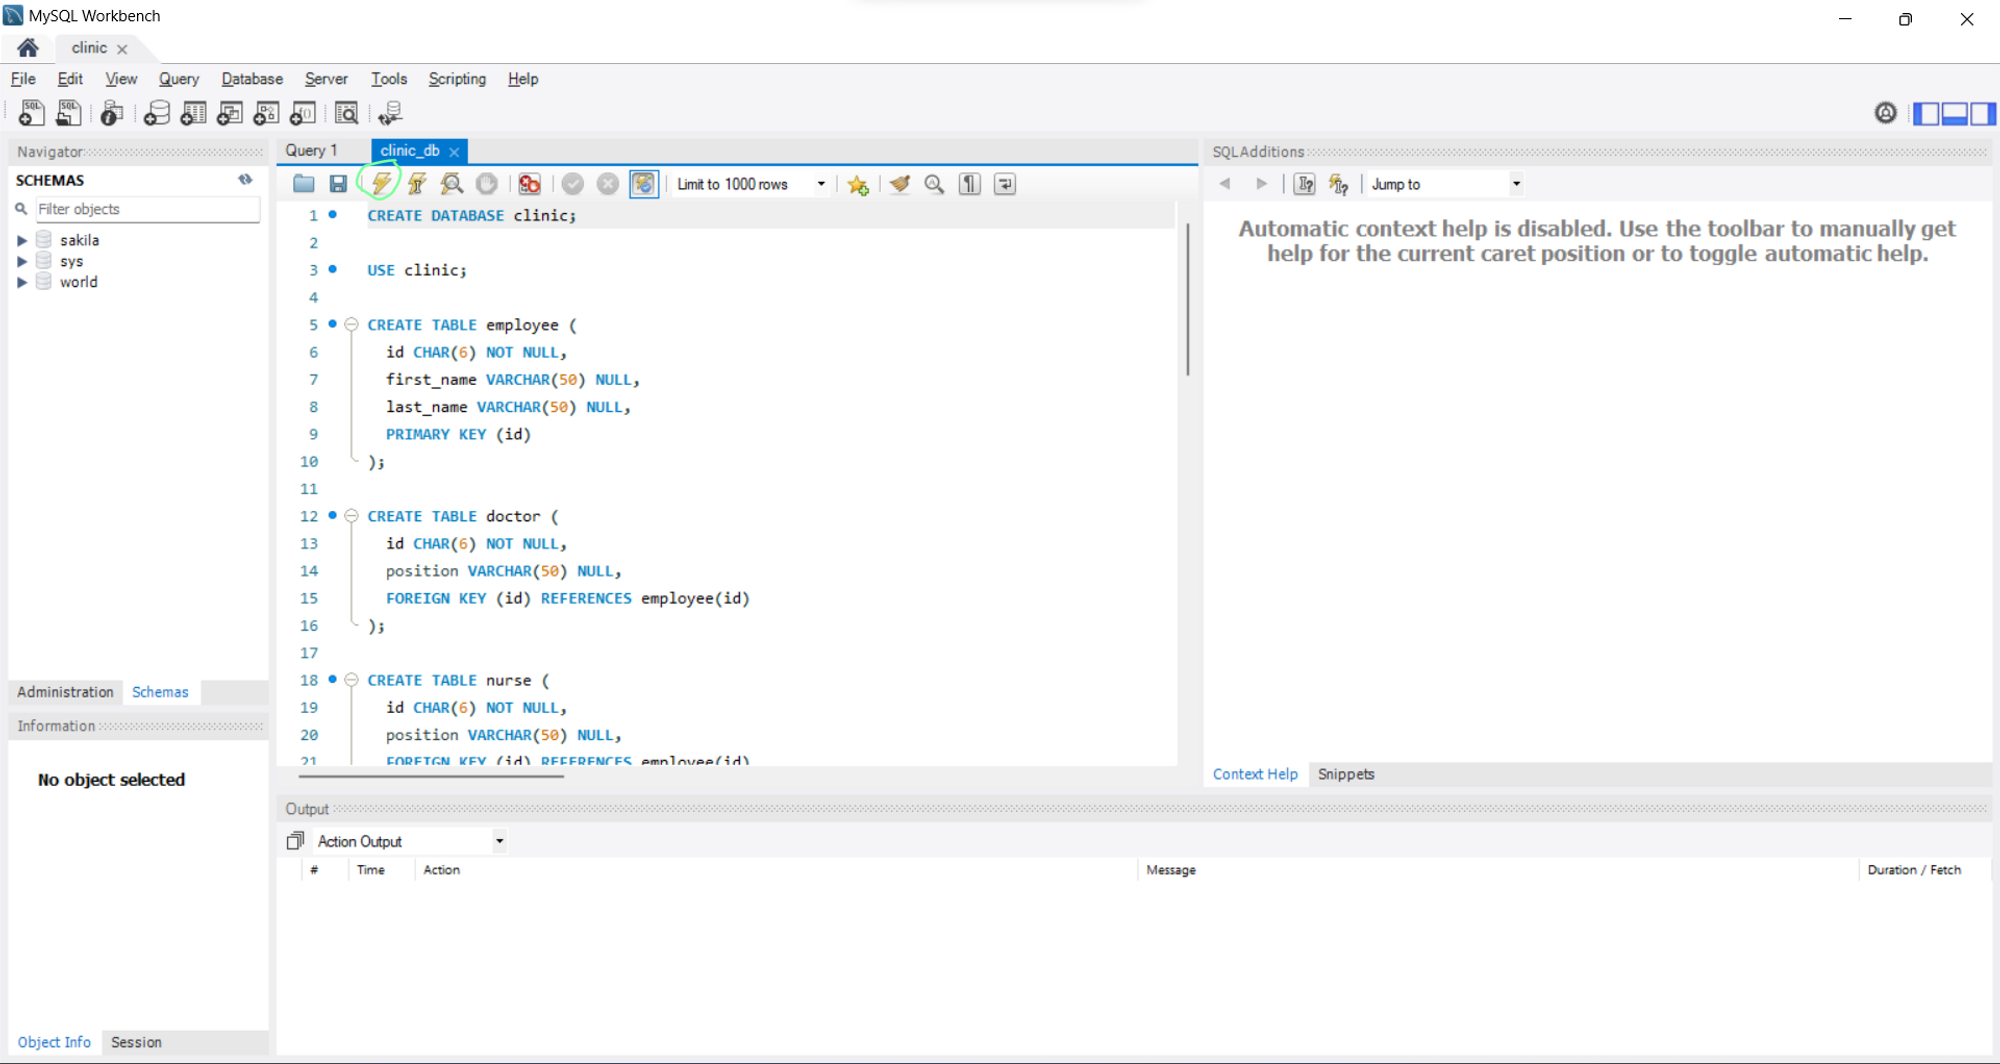 MySQL Workbench
clinic
File Edit View Query Database Server Tools Scripting Help
Navigator
SCHEMAS
Filter objects
sakila
sys
world
Administration Schemas
Information
No object selected
Object Info Session
Query 1 clinic_db
Limit to 1000 rows
1 CREATE DATABASE clinic;
2
3 USE clinic;
4
5 CREATE TABLE employee (
6 id CHAR(6) NOT NULL,
7 first_name VARCHAR(50) NULL,
8 last_name VARCHAR(50) NULL,
9 PRIMARY KEY (id)
10 );
11
12 CREATE TABLE doctor (
13 id CHAR(6) NOT NULL,
14 position VARCHAR(50) NULL,
15 FOREIGN KEY (id) REFERENCES employee(id)
16 );
17
18 CREATE TABLE nurse (
19 id CHAR(6) NOT NULL,
20 position VARCHAR(50) NULL,
21 FOREIGN KEY (id) REFERENCES employee(id)
SQLAdditions
Jump to
Automatic context help is disabled. Use the toolbar to manually get
help for the current caret position or to toggle automatic help.
Context Help Snippets
Output
Action Output
# Time Action Message Duration / Fetch